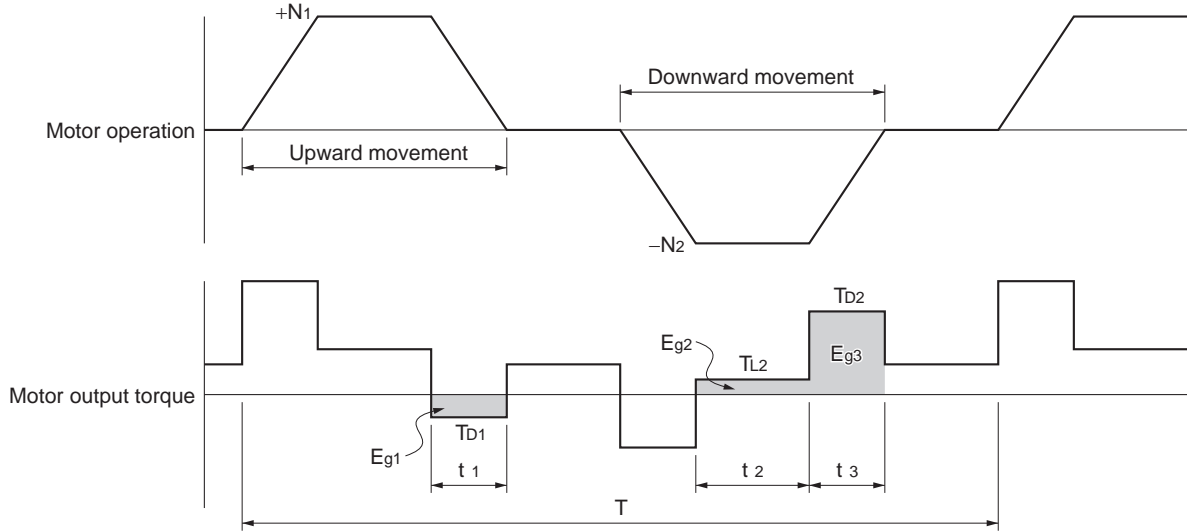 +N1
Downward movement
Motor operation
Upward movement
−N2
TD2
Eg2
TL2
Eg3
Motor output torque
TD1
Eg1
t 1
t 2
t 3
T